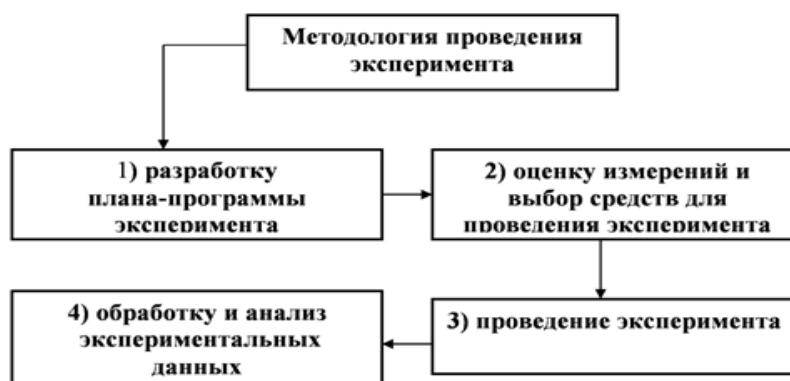 Методология проведения
эксперимента
1) разработку
плана-программы
эксперимента
2) оценку измерений и
выбор средств для
проведения эксперимента
3) проведение эксперимента
4) обработку и анализ
экспериментальных
данных